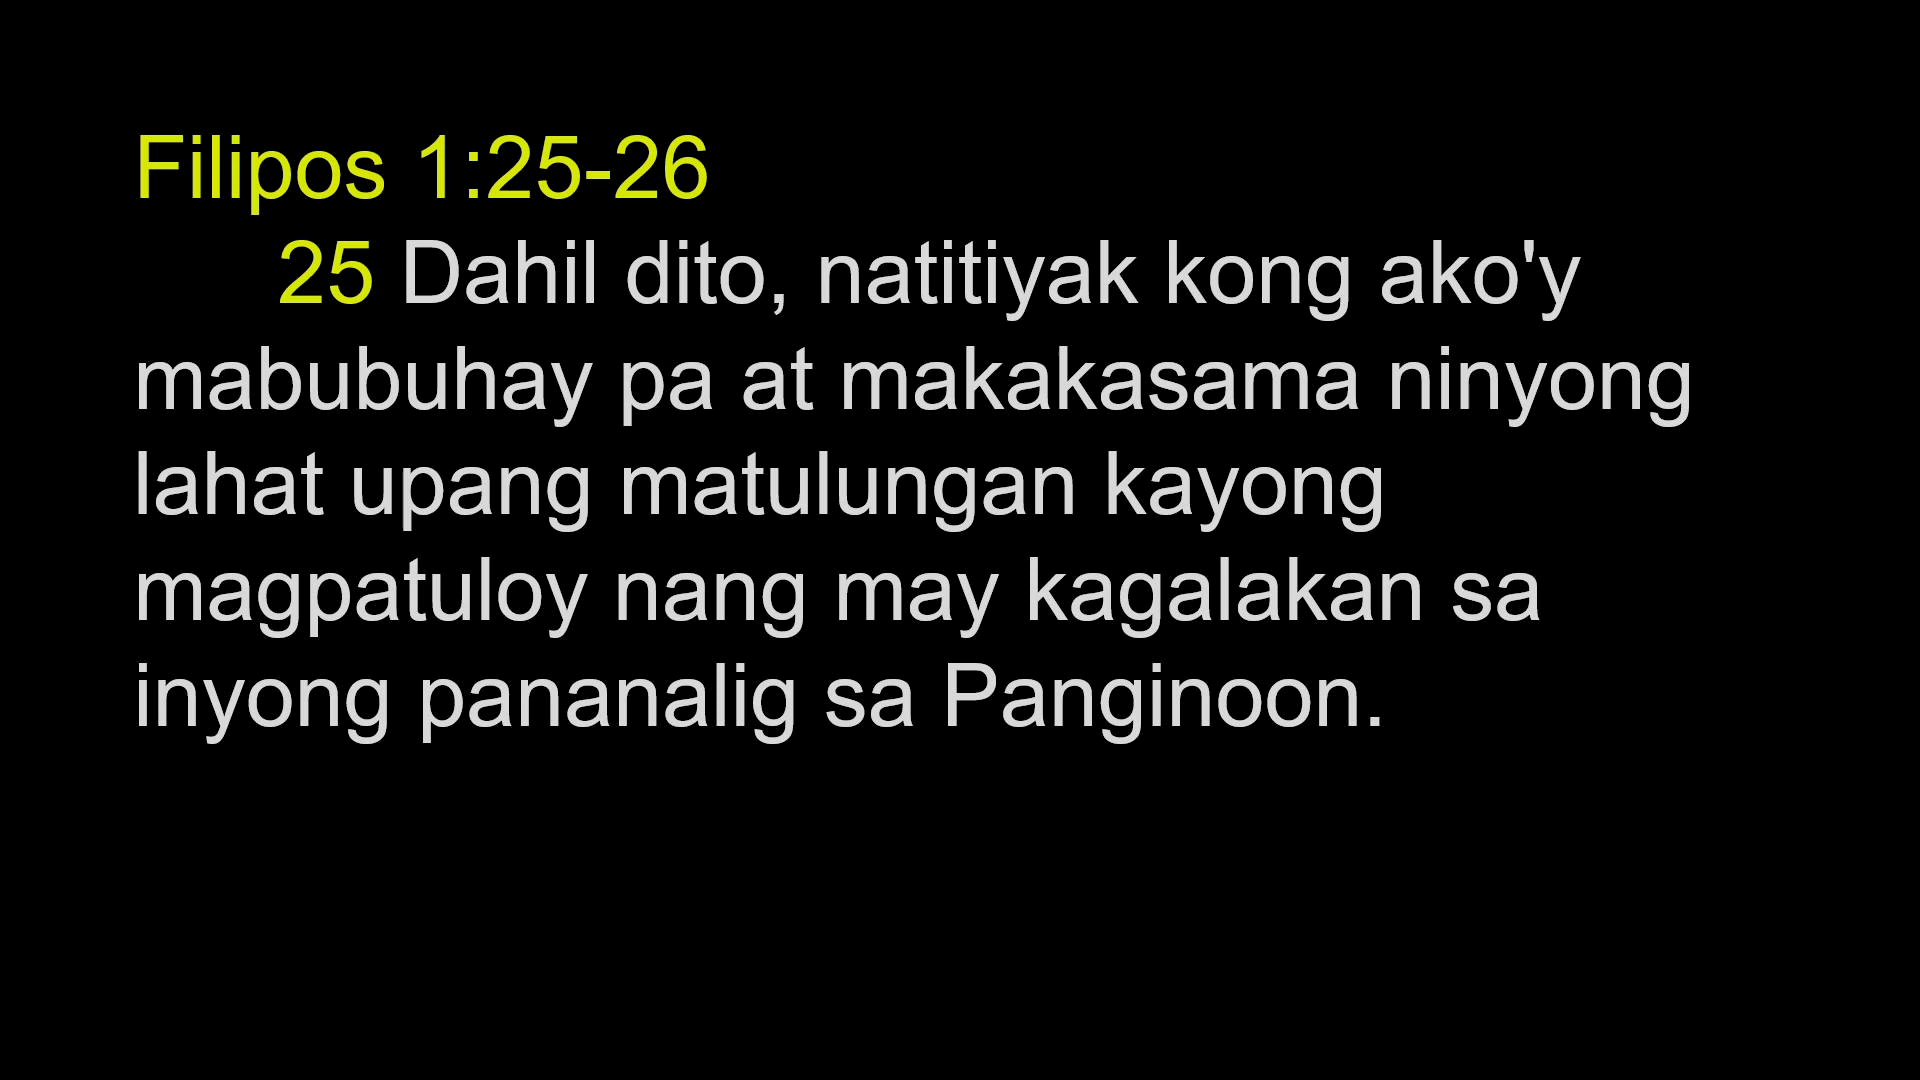 Filipos 1:25-26
25 Dahil dito, natitiyak kong ako'y
mabubuhay pa at makakasama ninyong
lahat upang matulungan kayong
magpatuloy nang may kagalakan sa
inyong pananalig sa Panginoon.